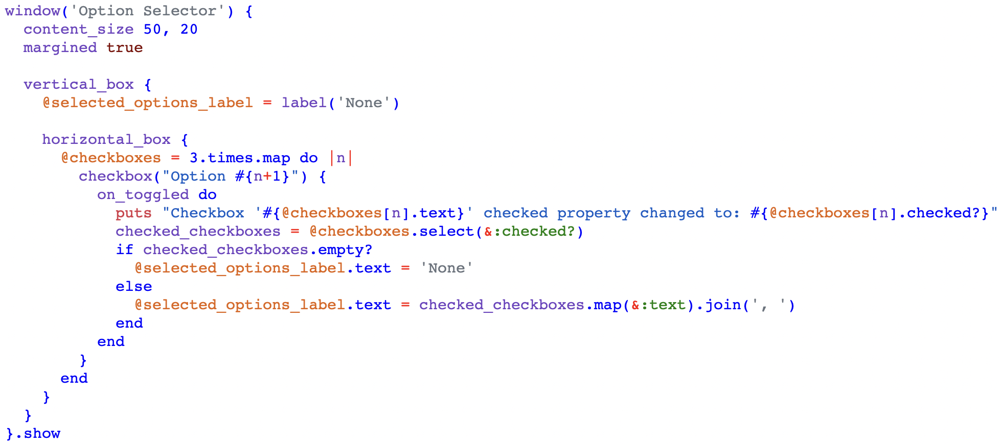 window('Option Selector') {
  content_size 50, 20
  margined true

  vertical_box {
    @selected_options_label = label('None')

    horizontal_box {
      @checkboxes = 3.times.map do |n|
        checkbox("Option #{n+1}") {
          on_toggled do
            puts "Checkbox '#{@checkboxes[n].text}' checked property changed to: #{@checkboxes[n].checked?}"
            checked_checkboxes = @checkboxes.select(&:checked?)
            if checked_checkboxes.empty?
              @selected_options_label.text = 'None'
            else
              @selected_options_label.text = checked_checkboxes.map(&:text).join(', ')
            end
          end
        }
      end
    }
  }
}.show